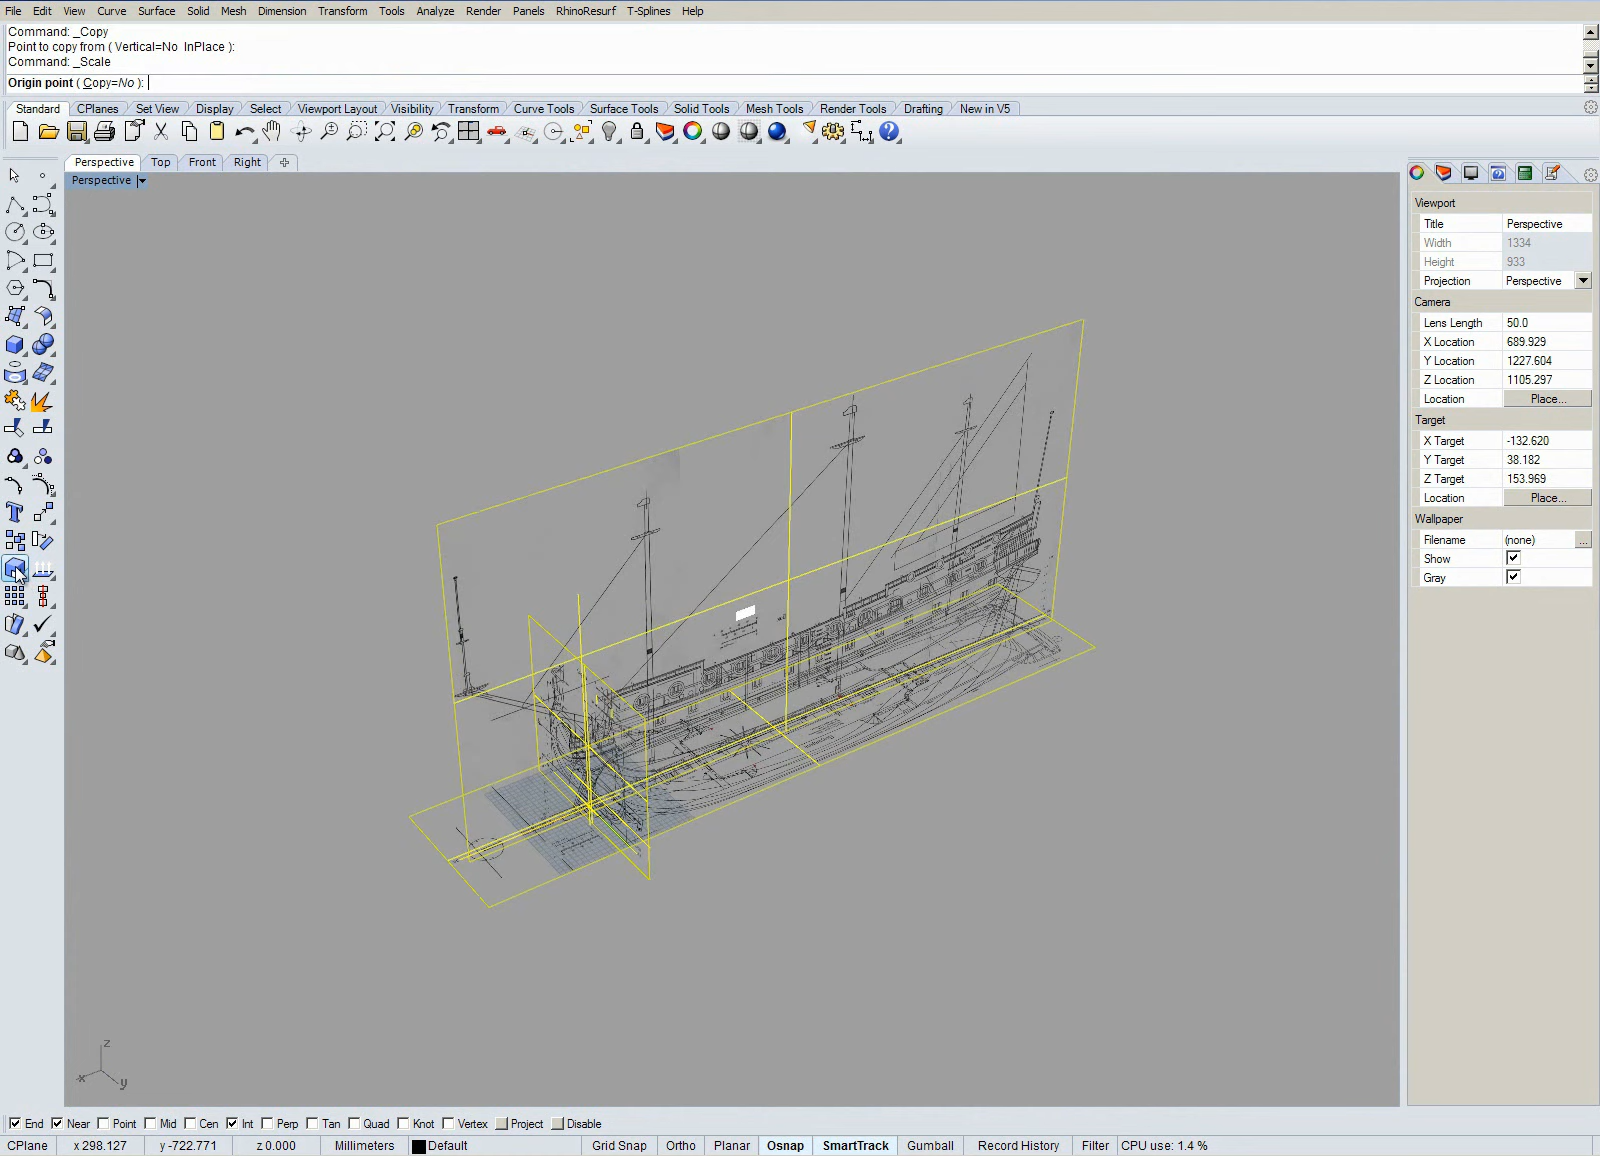 File Edit View Curve Surface Solid Mesh Dimension Transform Tools Analyze Render Panels RhinoResurf T-Splines Help
Command: _Copy
Point to copy from ( Vertical=No InPlace ):
Command: _Scale
Origin point ( Copy=No ):
Standard CPlanes Set View Display Select Viewport Layout Visibility Transform Curve Tools Surface Tools Solid Tools Mesh Tools Render Tools Drafting New in V5
Perspective Top Front Right
Perspective
Viewport
Title Perspective
Width 1334
Height 933
Projection Perspective
Camera
Lens Length 50.0
X Location 689.929
Y Location 1227.604
Z Location 1105.297
Location Place...
Target
X Target -132.620
Y Target 38.182
Z Target 153.969
Location Place...
Wallpaper
Filename (none) ...
Show
Gray
z
x
y
End Near Point Mid Cen Int Perp Tan Quad Knot Vertex Project Disable
CPlane x 298.127 y -722.771 z 0.000 Millimeters Default Grid Snap Ortho Planar Osnap SmartTrack Gumball Record History Filter CPU use: 1.4 %